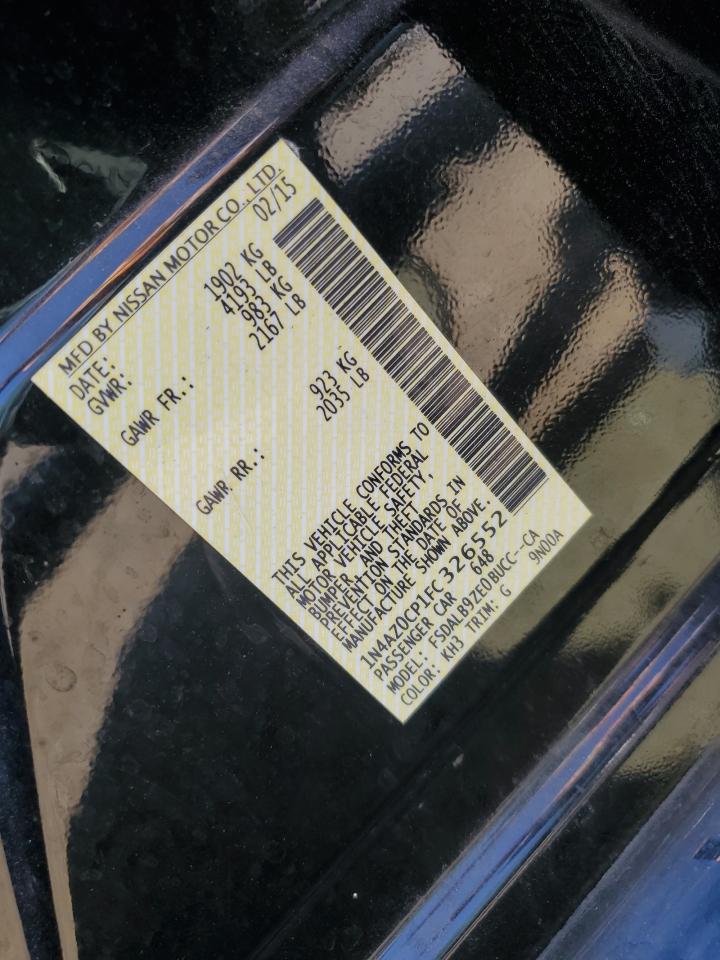 MFD BY NISSAN MOTOR CO., LTD.
DATE: 02/15
GVWR: 1902 KG
4193 LB
GAWR FR.: 983 KG
2167 LB
GAWR RR.: 923 KG
2035 LB
THIS VEHICLE CONFORMS TO
ALL APPLICABLE FEDERAL
MOTOR VEHICLE SAFETY,
BUMPER, AND THEFT
PREVENTION STANDARDS IN
EFFECT ON THE DATE OF
MANUFACTURE SHOWN ABOVE.
1N4AZ0CP1FC326552
PASSENGER CAR 648
MODEL: FSDALB9ZE0BUCC--CA
COLOR: KH3 TRIM: G 9N00A